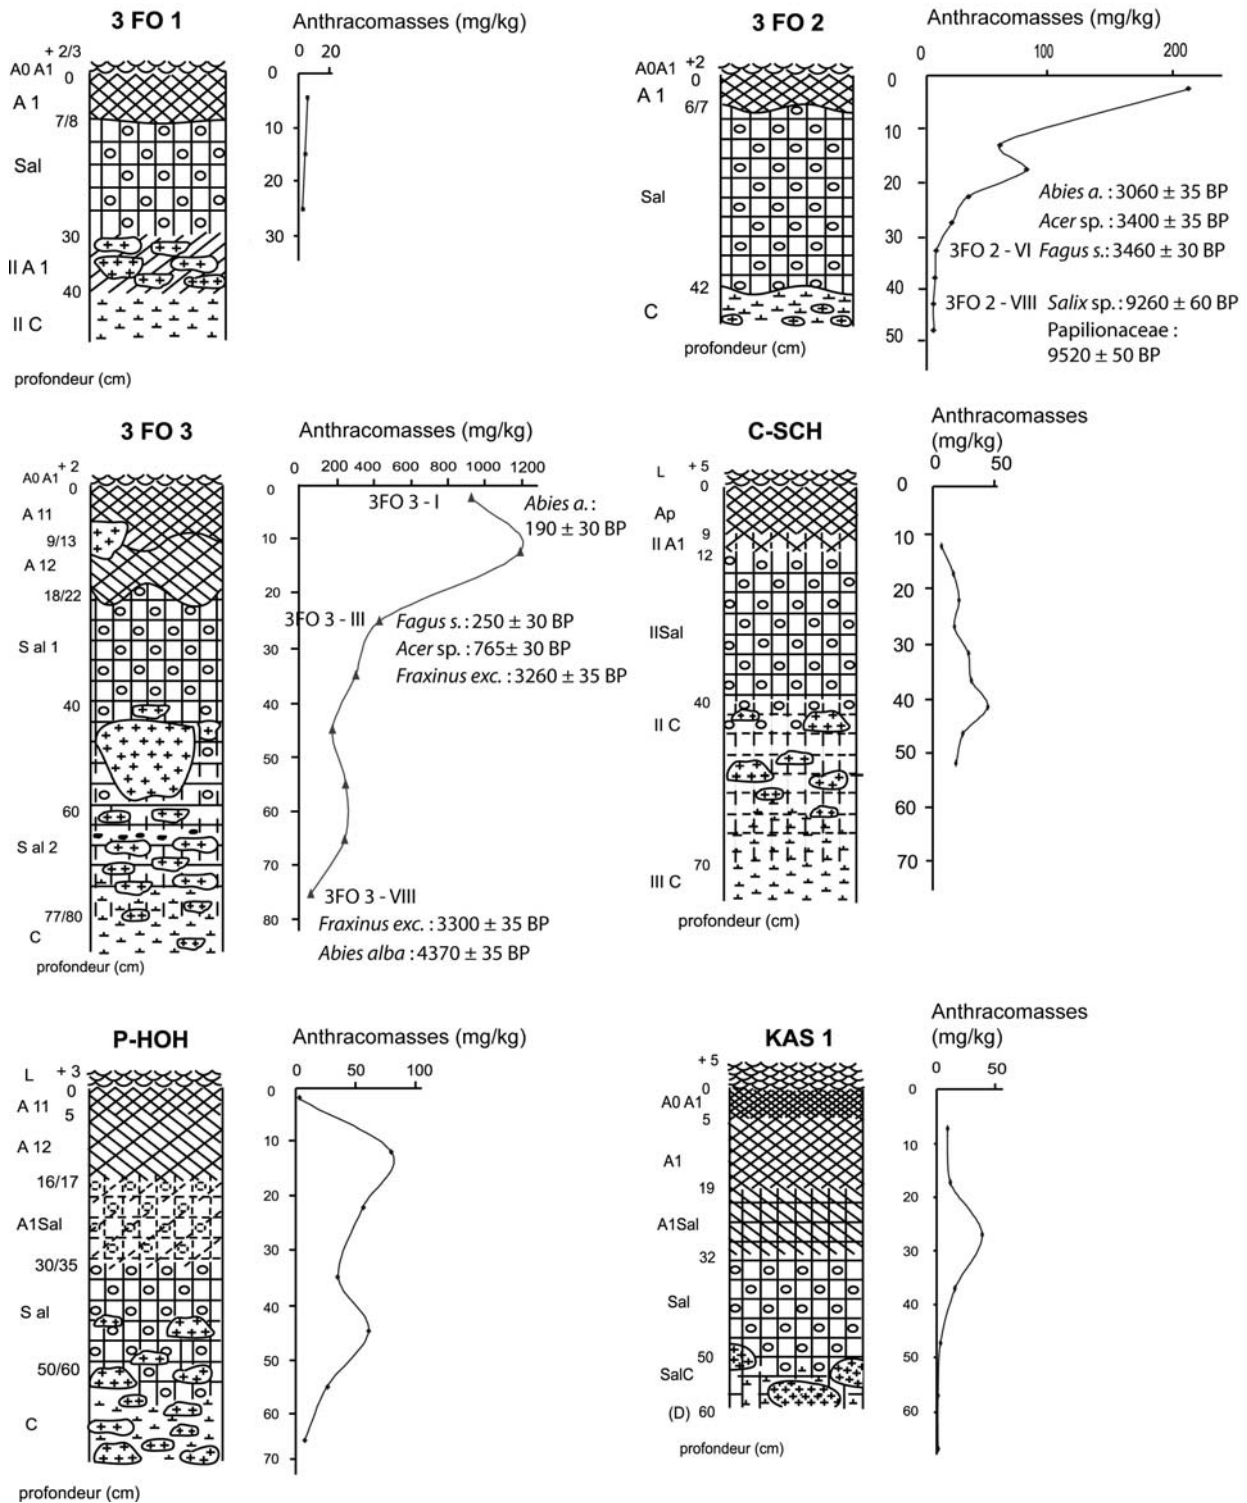 3 FO 1
Anthracomasses (mg/kg)
0 20
+ 2/3
A0 A1
0
A 1
7/8
Sal
30
II A 1
40
II C
profondeur (cm)
0
10
20
30
3 FO 2
Anthracomasses (mg/kg)
0 100 200
A0A1 +2
0
A 1
6/7
Sal
42
C
profondeur (cm)
0
10
20
30
40
50
Abies a. : 3060 ± 35 BP
Acer sp. : 3400 ± 35 BP
3FO 2 - VI Fagus s.: 3460 ± 30 BP
3FO 2 - VIII Salix sp. : 9260 ± 60 BP
Papilionaceae :
9520 ± 50 BP
3 FO 3
Anthracomasses (mg/kg)
0 200 400 600 800 1000 1200
+ 2
A0 A1
0
A 11
9/13
A 12
18/22
S al 1
40
60
S al 2
77/80
C
profondeur (cm)
0
10
20
30
40
50
60
70
80
3FO 3 - I
Abies a. :
190 ± 30 BP
3FO 3 - III Fagus s. : 250 ± 30 BP
Acer sp. : 765± 30 BP
Fraxinus exc. : 3260 ± 35 BP
3FO 3 - VIII
Fraxinus exc. : 3300 ± 35 BP
Abies alba : 4370 ± 35 BP
C-SCH
Anthracomasses
(mg/kg)
0 50
L + 5
0
Ap
9
II A1
12
IISal
40
II C
70
III C
profondeur (cm)
0
10
20
30
40
50
60
70
P-HOH
Anthracomasses (mg/kg)
0 50 100
L + 3
0
A 11
5
A 12
16/17
A1Sal
30/35
S al
50/60
C
profondeur (cm)
0
10
20
30
40
50
60
70
KAS 1
Anthracomasses
(mg/kg)
0 50
+ 5
0
A0 A1
5
A1
19
A1Sal
32
Sal
50
SalC
(D) 60
profondeur (cm)
0
10
20
30
40
50
60